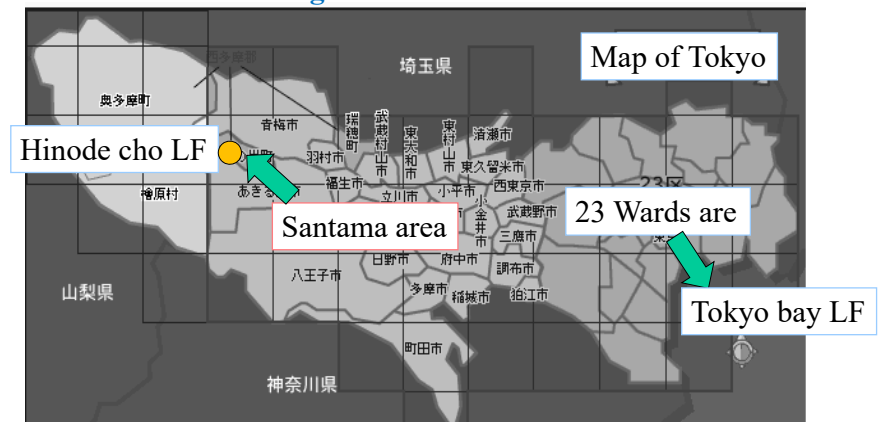 g
西多摩郡
埼玉県
Map of Tokyo
奥多摩町
青梅市
瑞穂町
武蔵村山市
東大和市
東村山市
清瀬市
Hinode cho LF
羽村市
東久留米市
福生市
小平市
西東京市
23区
檜原村
立川市
小金井市
武蔵野市
23 Wards are
Santama area
三鷹市
日野市
府中市
調布市
八王子市
多摩市
稲城市
狛江市
山梨県
Tokyo bay LF
町田市
神奈川県